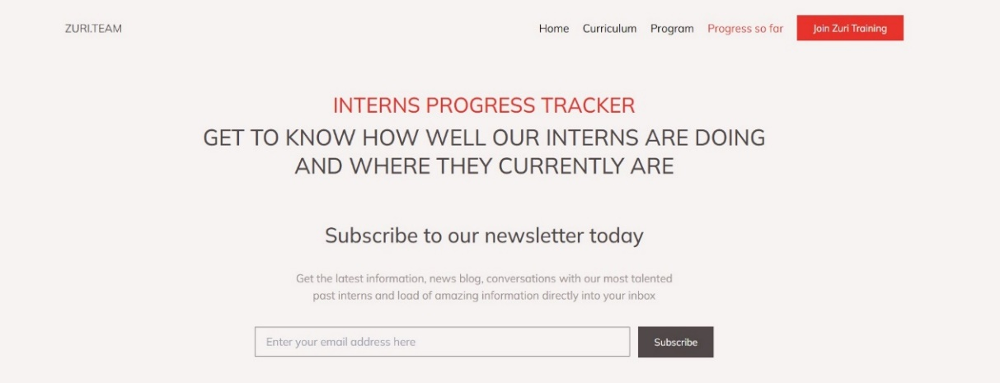 ZURI.TEAM
Home
Curriculum
Program
Progress so far
Join Zuri Training
INTERNS PROGRESS TRACKER
GET TO KNOW HOW WELL OUR INTERNS ARE DOING
AND WHERE THEY CURRENTLY ARE
Subscribe to our newsletter today
Get the latest information, news blog, conversations with our most talented
past interns and load of amazing information directly into your inbox
Enter your email address here
Subscribe